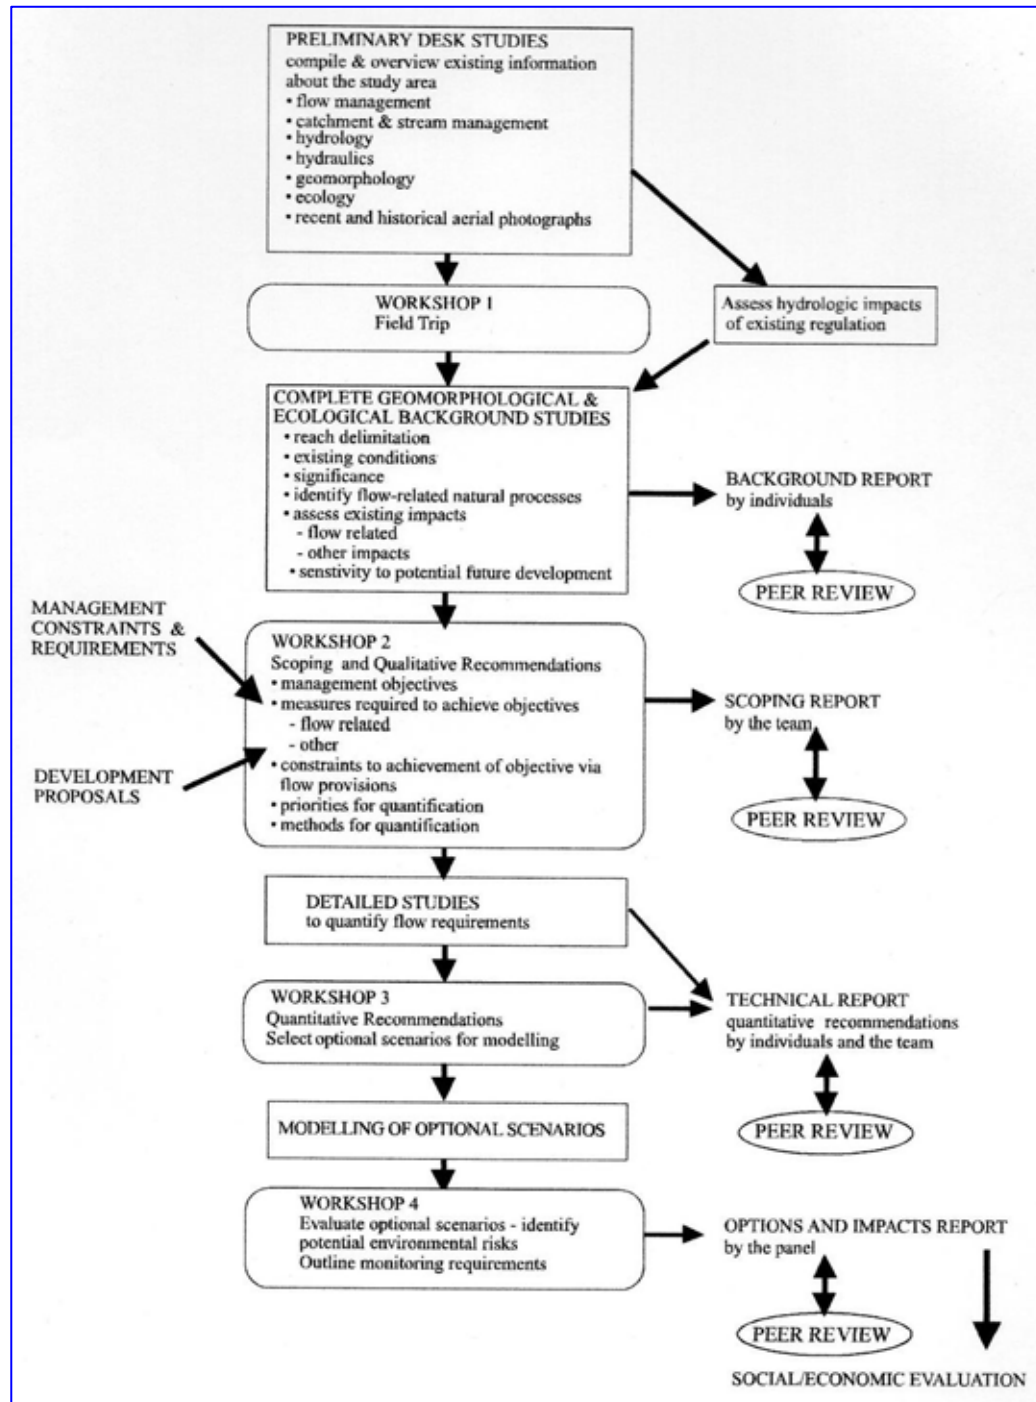 PRELIMINARY DESK STUDIES
compile & overview existing information
about the study area
• flow management
• catchment & stream management
• hydrology
• hydraulics
• geomorphology
• ecology
• recent and historical aerial photographs
WORKSHOP 1
Field Trip
Assess hydrologic impacts
of existing regulation
COMPLETE GEOMORPHOLOGICAL &
ECOLOGICAL BACKGROUND STUDIES
• reach delimitation
• existing conditions
• significance
• identify flow-related natural processes
• assess existing impacts
- flow related
- other impacts
• senstivity to potential future development
BACKGROUND REPORT
by individuals
PEER REVIEW
MANAGEMENT
CONSTRAINTS &
REQUIREMENTS
DEVELOPMENT
PROPOSALS
WORKSHOP 2
Scoping and Qualitative Recommendations
• management objectives
• measures required to achieve objectives
- flow related
- other
• constraints to achievement of objective via
flow provisions
• priorities for quantification
• methods for quantification
SCOPING REPORT
by the team
PEER REVIEW
DETAILED STUDIES
to quantify flow requirements
WORKSHOP 3
Quantitative Recommendations
Select optional scenarios for modelling
TECHNICAL REPORT
quantitative recommendations
by individuals and the team
PEER REVIEW
MODELLING OF OPTIONAL SCENARIOS
WORKSHOP 4
Evaluate optional scenarios - identify
potential environmental risks
Outline monitoring requirements
OPTIONS AND IMPACTS REPORT
by the panel
PEER REVIEW
SOCIAL/ECONOMIC EVALUATION